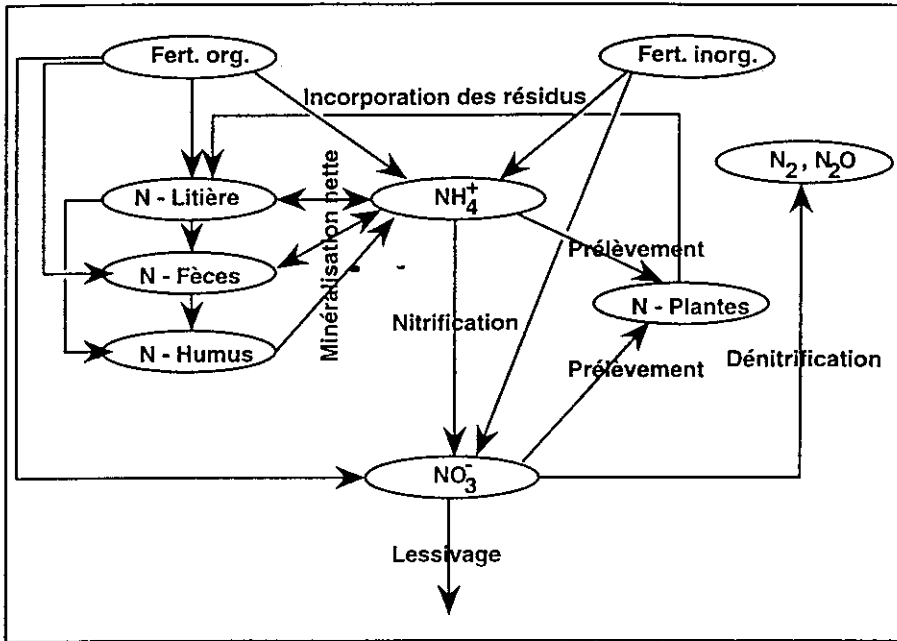 Fert. org.
Fert. inorg.
Incorporation des résidus
N2, N2O
N - Litière
NH4+
Minéralisation nette
Prélèvement
N - Fèces
N - Plantes
Nitrification
N - Humus
Prélèvement
Dénitrification
NO3-
Lessivage